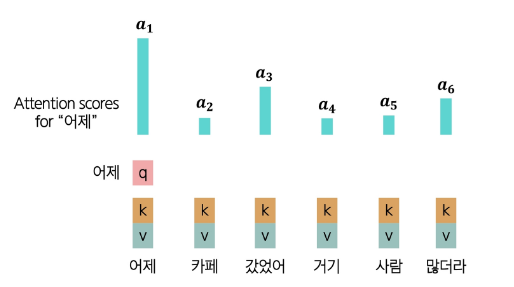 a₁
a₂ a₃ a₄ a₅ a₆
Attention scores
for "어제"
어제 q
k k k k k k
v v v v v v
어제 카페 갔었어 거기 사람 많더라